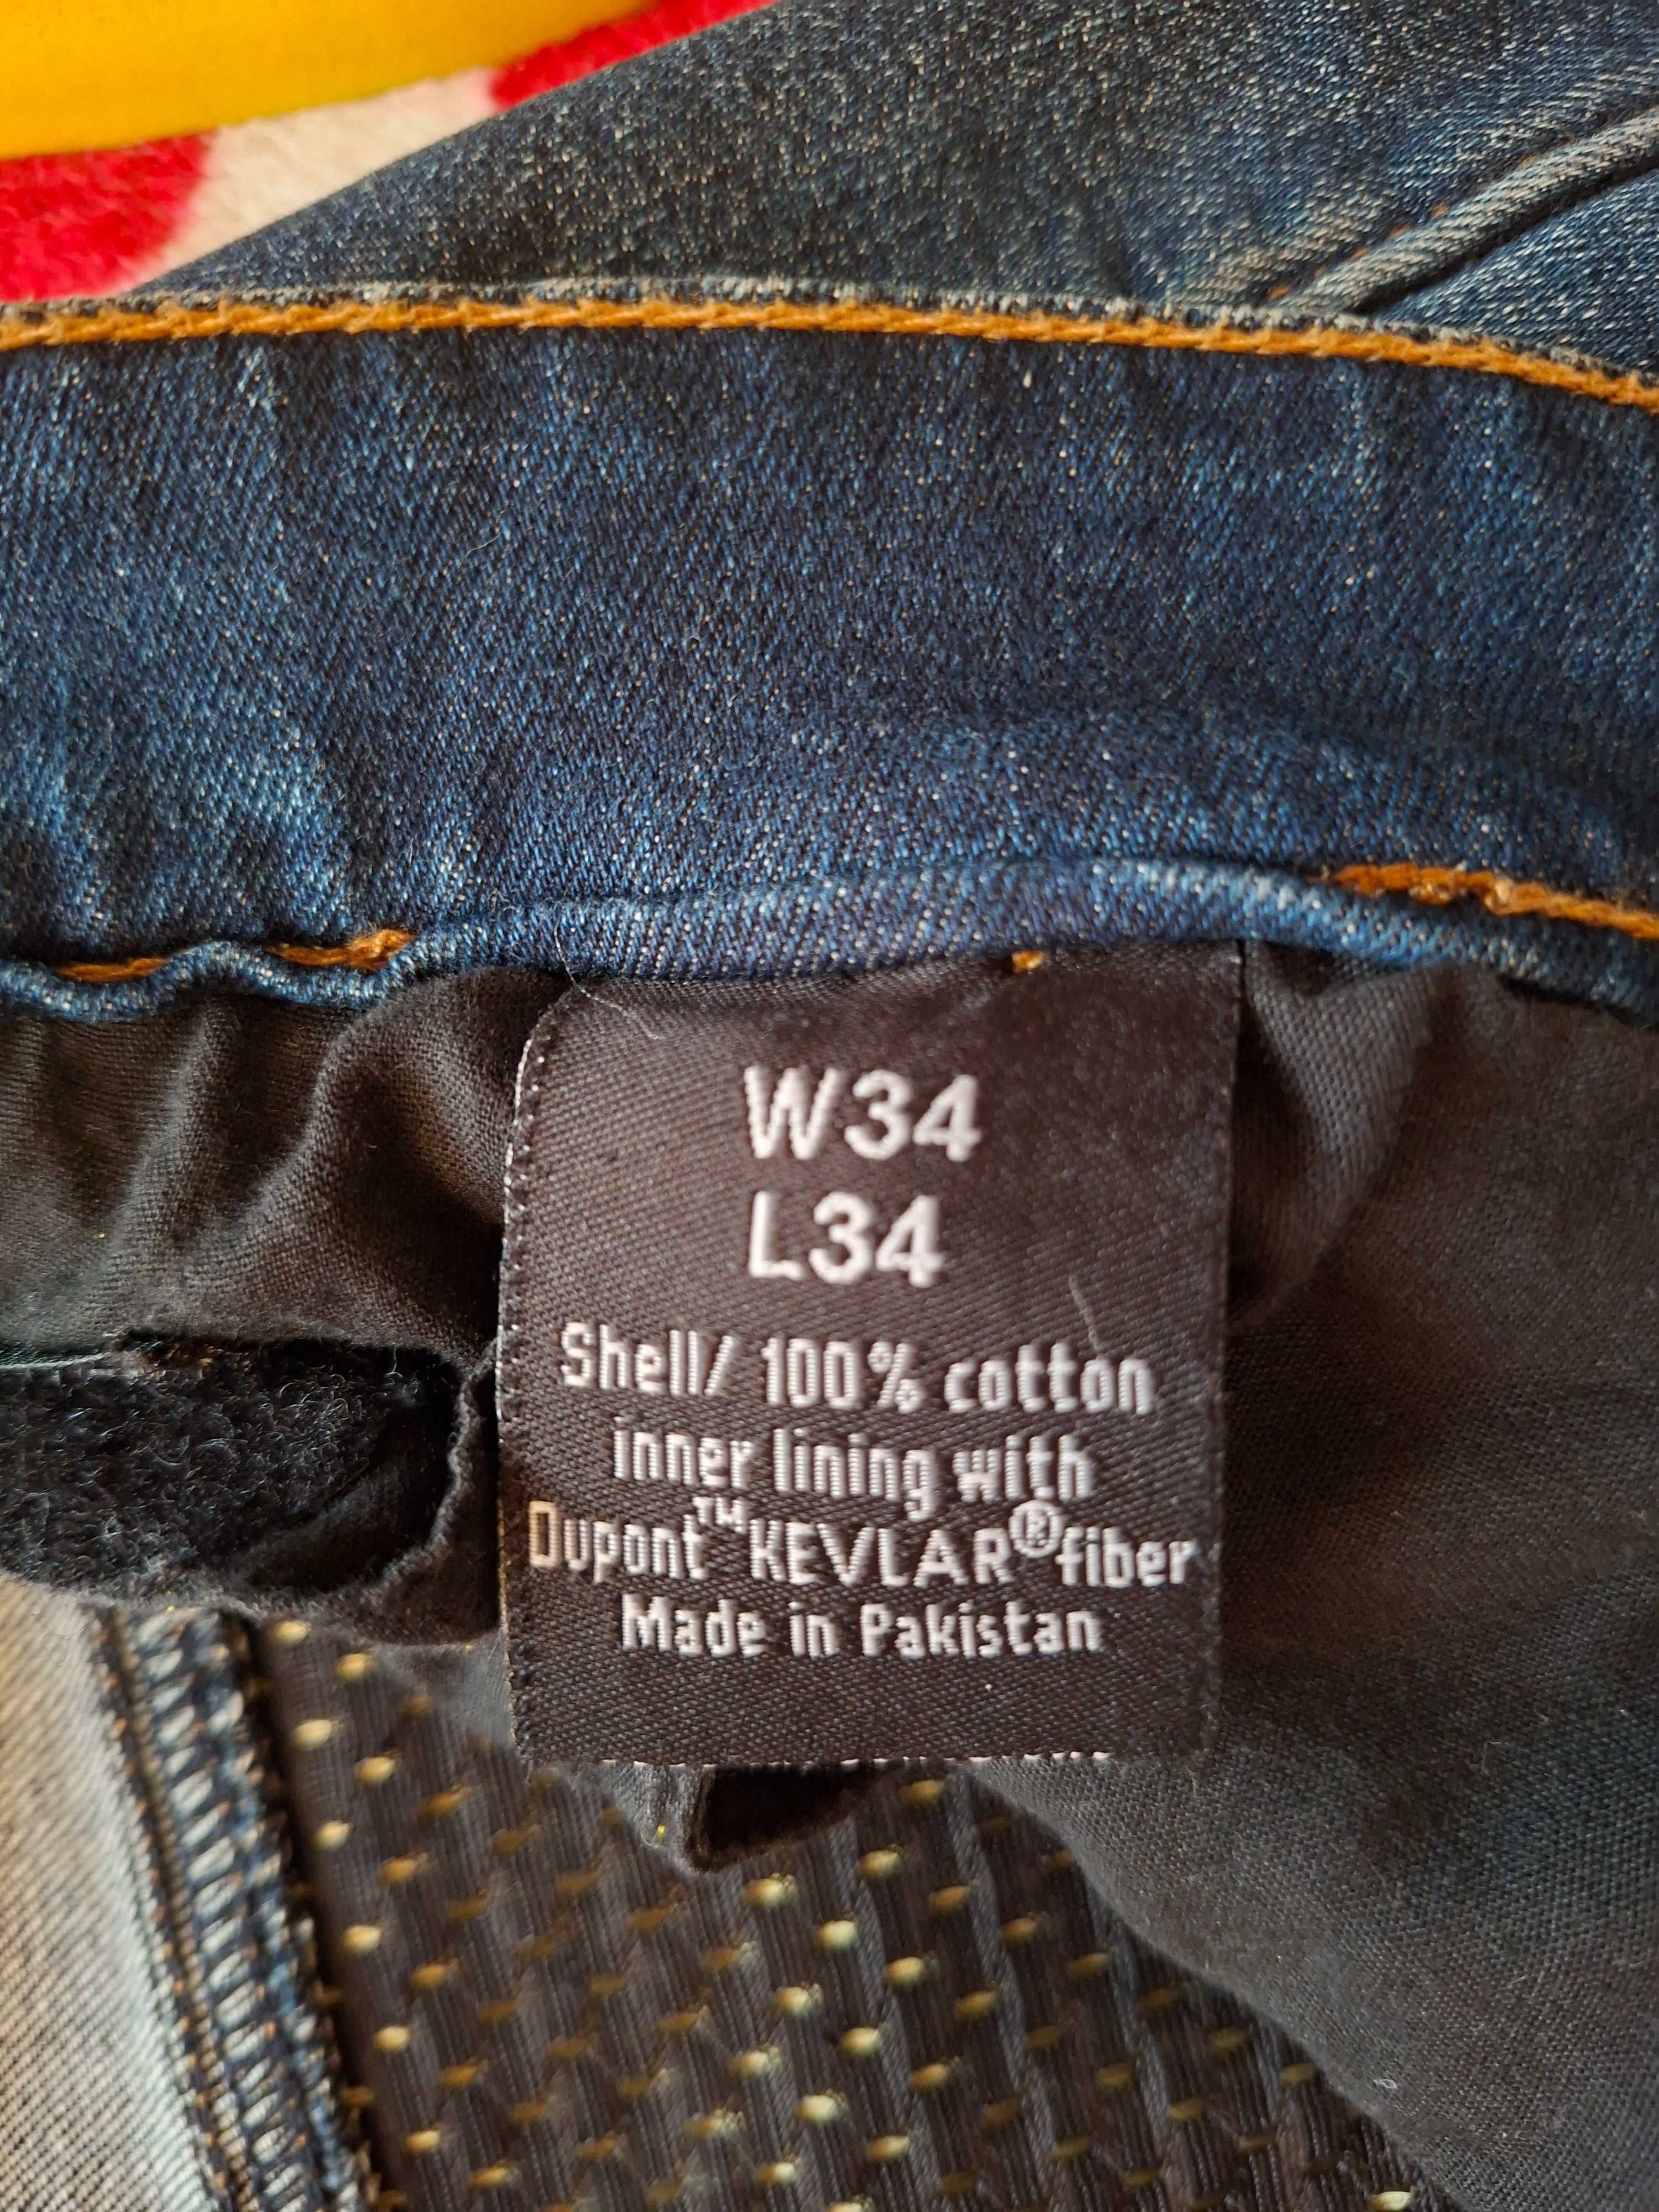 W34
L34
Shell/ 100% cotton
inner lining with
Dupont™ KEVLAR® fiber
Made in Pakistan